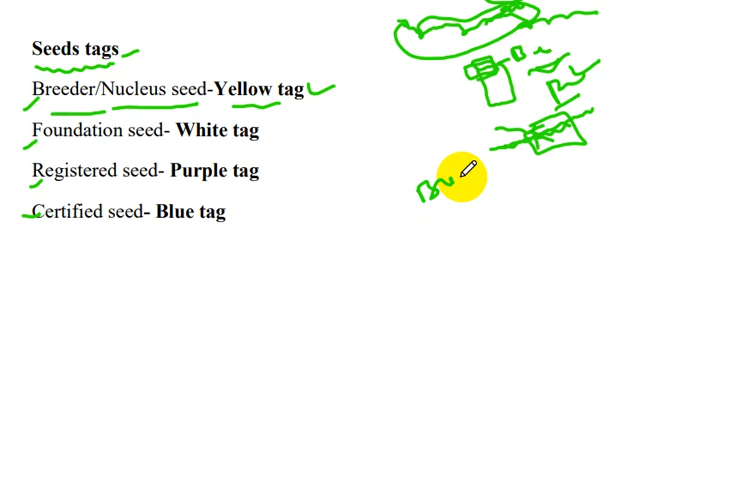 Seeds tags
Breeder/Nucleus seed-Yellow tag
Foundation seed- White tag
Registered seed- Purple tag
Certified seed- Blue tag